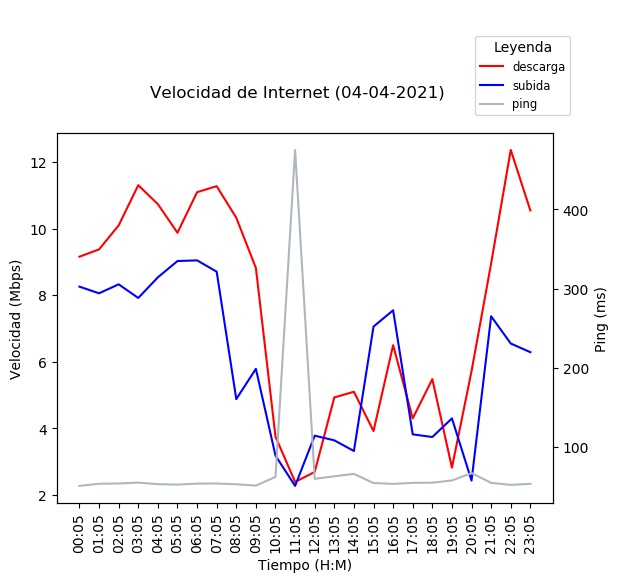 Leyenda
descarga
subida
ping
Velocidad de Internet (04-04-2021)
Velocidad (Mbps)
12
10
8
6
4
2
Ping (ms)
400
300
200
100
00:05 01:05 02:05 03:05 04:05 05:05 06:05 07:05 08:05 09:05 10:05 11:05 12:05 13:05 14:05 15:05 16:05 17:05 18:05 19:05 20:05 21:05 22:05 23:05
Tiempo (H:M)